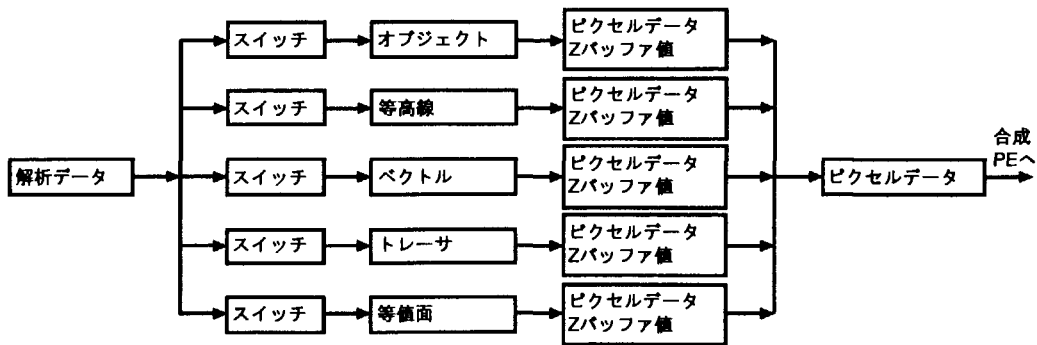 スイッチ
オブジェクト
ピクセルデータ
Zバッファ値
スイッチ
等高線
ピクセルデータ
Zバッファ値
解析データ
スイッチ
ベクトル
ピクセルデータ
Zバッファ値
ピクセルデータ
合成
PEへ
スイッチ
トレーサ
ピクセルデータ
Zバッファ値
スイッチ
等値面
ピクセルデータ
Zバッファ値